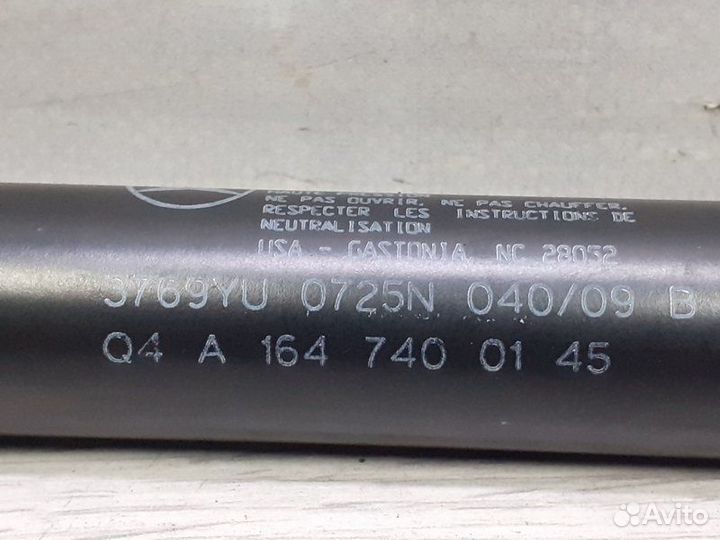 NE PAS OUVRIR, NE PAS CHAUFFER,
RESPECTER LES INSTRUCTIONS DE
NEUTRALISATION
USA - GASTONIA, NC 28052
3769YU 0725N 040/09 B
Q4 A 164 740 01 45
Avito